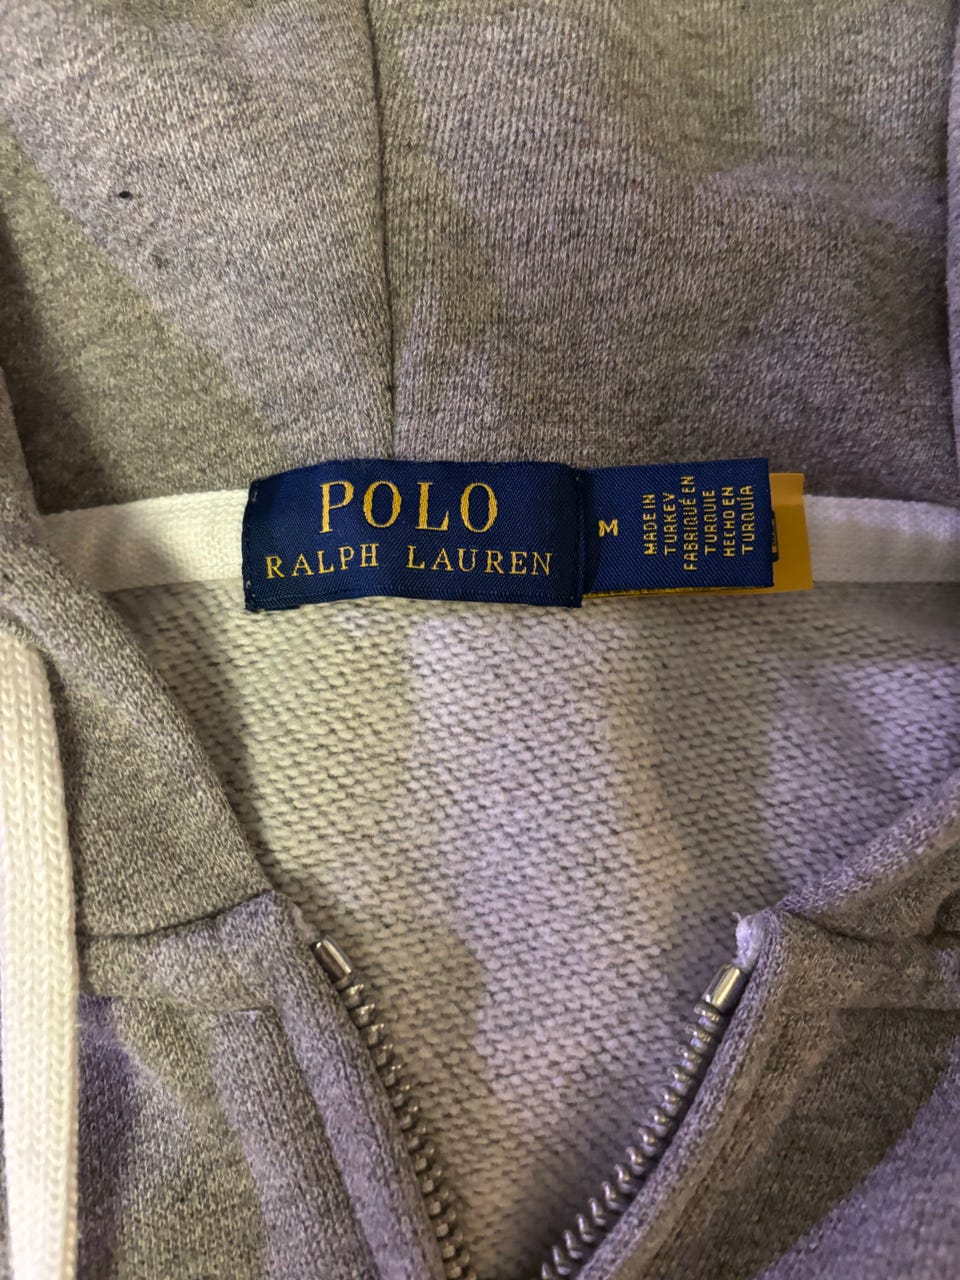 POLO
RALPH LAUREN
M
MADE IN
TURKEY
FABRIQUÉ EN
TURQUIE
HECHO EN
TURQUÍA